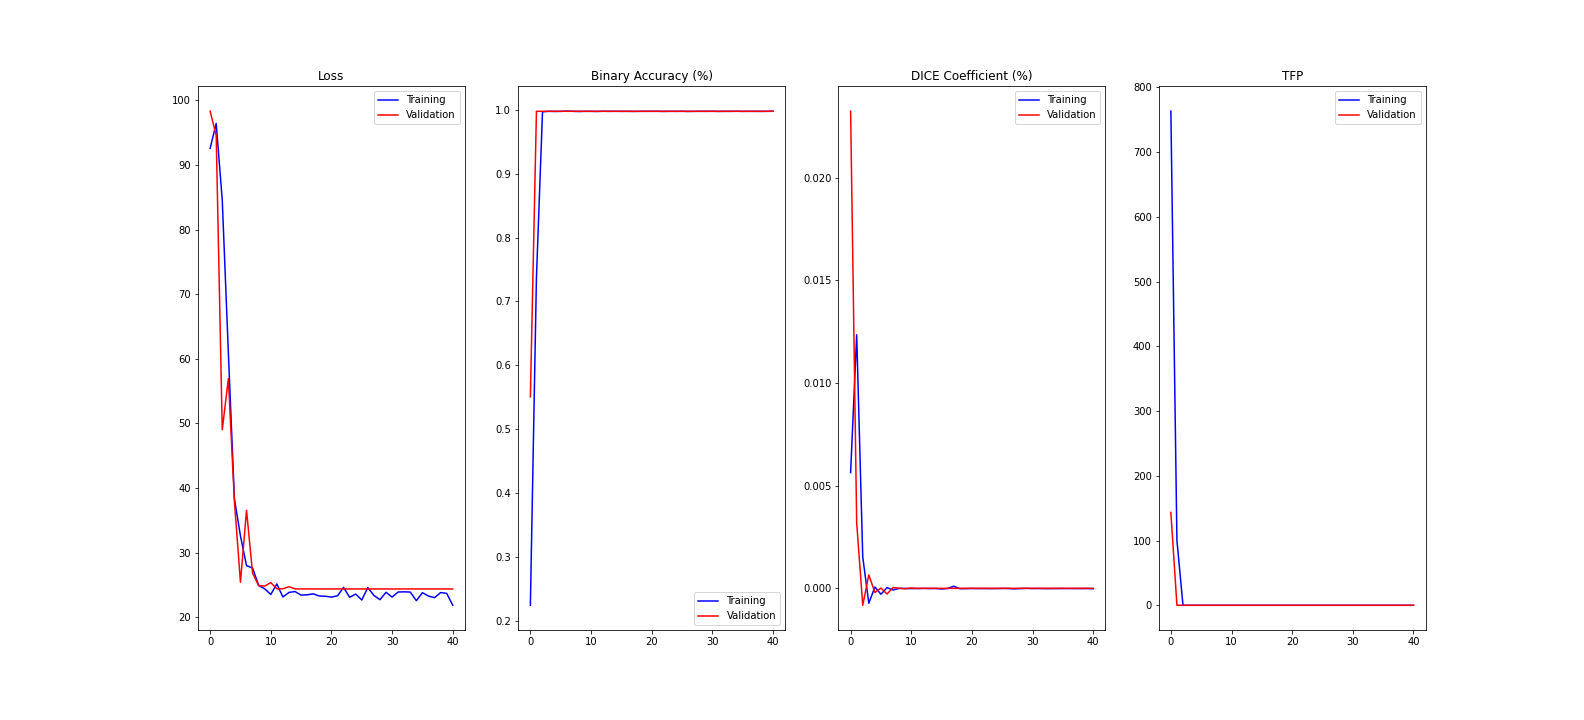 Loss
100
90
80
70
60
50
40
30
20
0 10 20 30 40
Training
Validation
Binary Accuracy (%)
1.0
0.9
0.8
0.7
0.6
0.5
0.4
0.3
0.2
0 10 20 30 40
Training
Validation
DICE Coefficient (%)
0.020
0.015
0.010
0.005
0.000
0 10 20 30 40
Training
Validation
TFP
800
700
600
500
400
300
200
100
0
0 10 20 30 40
Training
Validation